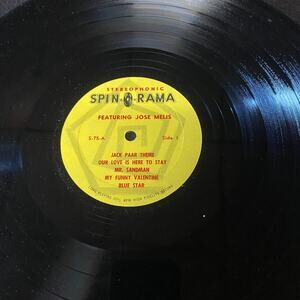 STEREOPHONIC
SPIN-O-RAMA
FEATURING JOSE MELIS
S-75-A Side 1
JACK PAAR THEME
OUR LOVE IS HERE TO STAY
MR. SANDMAN
MY FUNNY VALENTINE
BLUE STAR